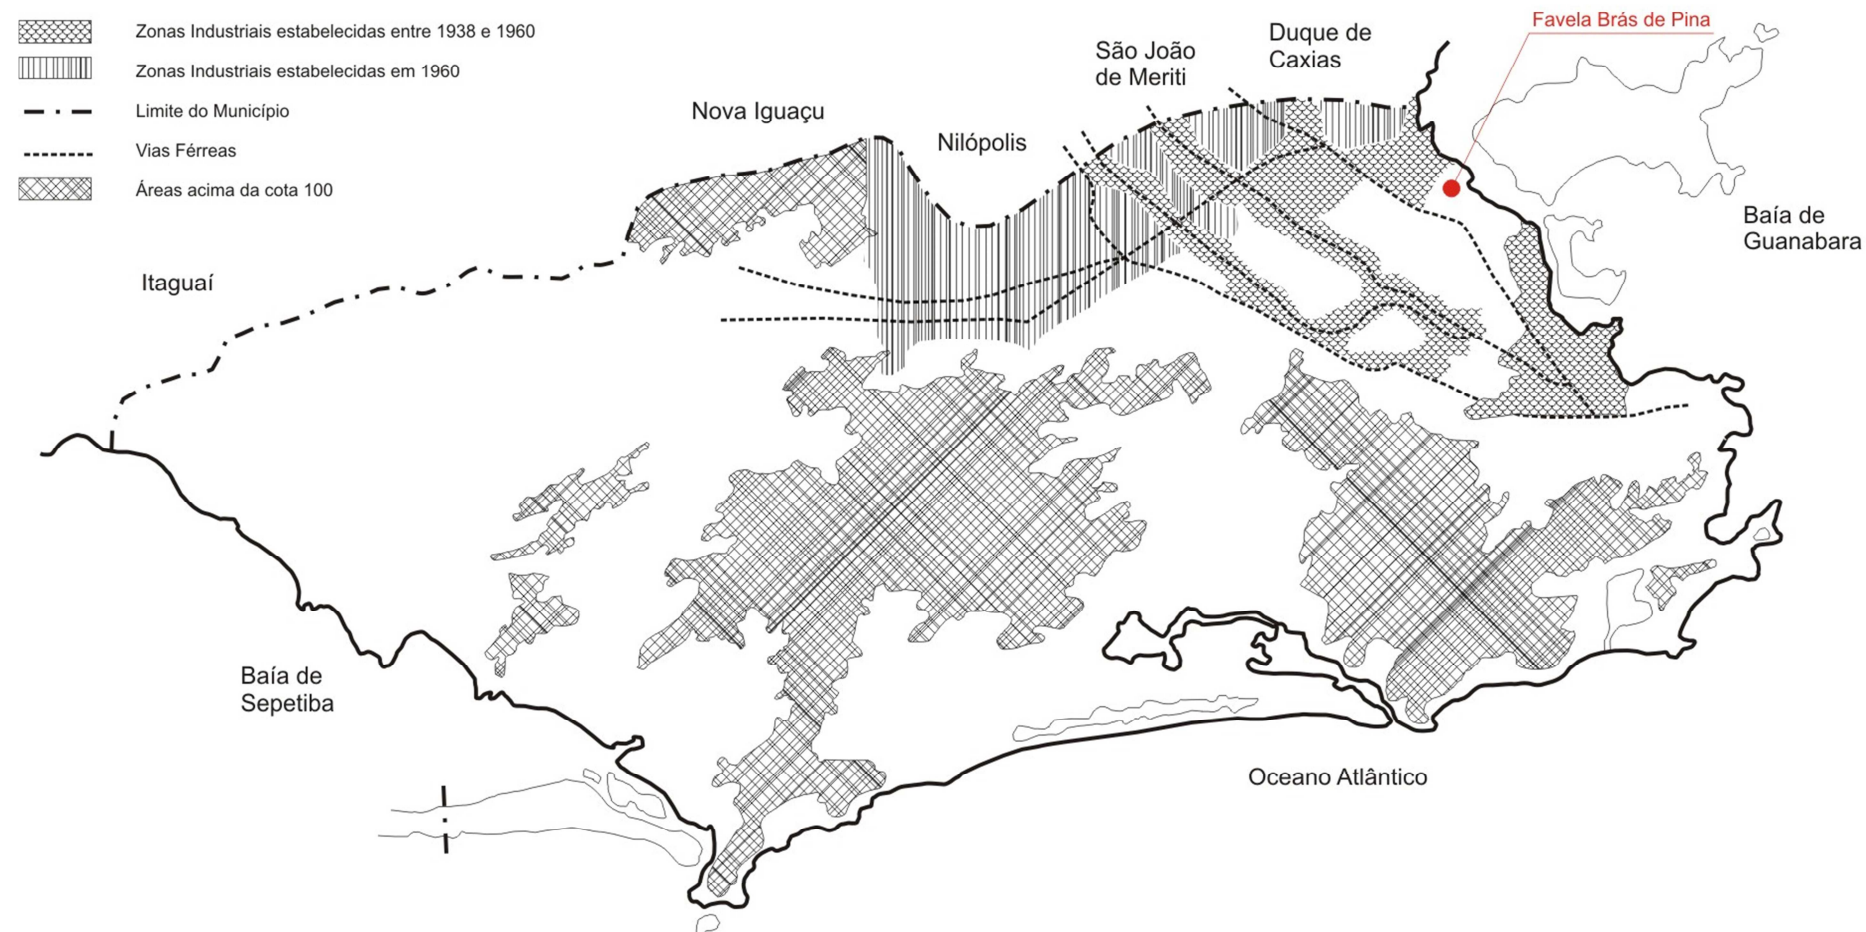 Zonas Industriais estabelecidas entre 1938 e 1960
Zonas Industriais estabelecidas em 1960
Limite do Município
Vias Férreas
Áreas acima da cota 100
Favela Brás de Pina
Duque de
Caxias
São João
de Meriti
Nova Iguaçu
Nilópolis
Baía de
Guanabara
Itaguaí
Baía de
Sepetiba
Oceano Atlântico